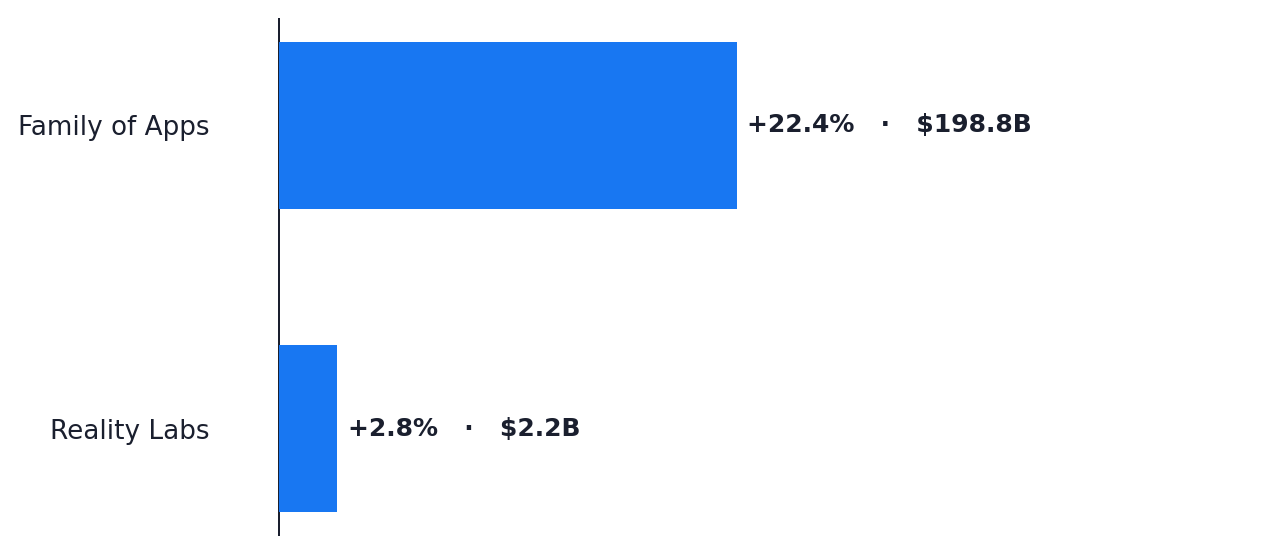 Family of Apps +22.4% · $198.8B
Reality Labs +2.8% · $2.2B